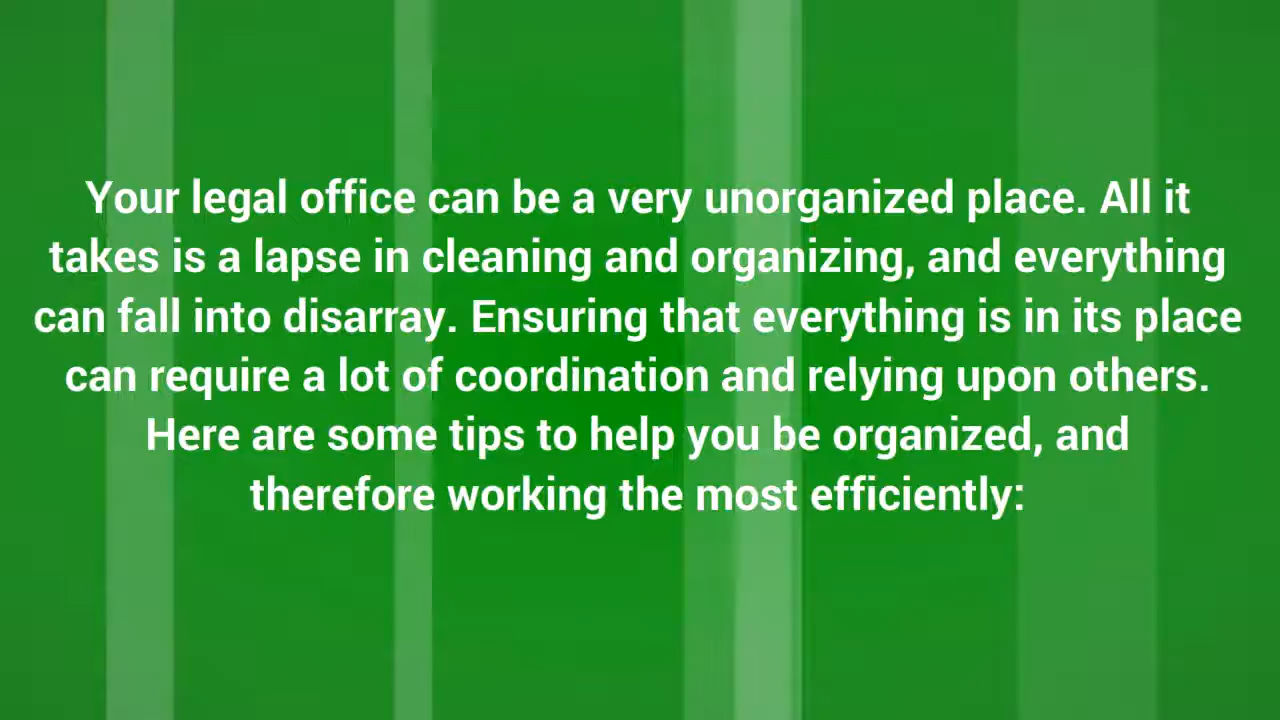 Your legal office can be a very unorganized place. All it
takes is a lapse in cleaning and organizing, and everything
can fall into disarray. Ensuring that everything is in its place
can require a lot of coordination and relying upon others.
Here are some tips to help you be organized, and
therefore working the most efficiently: